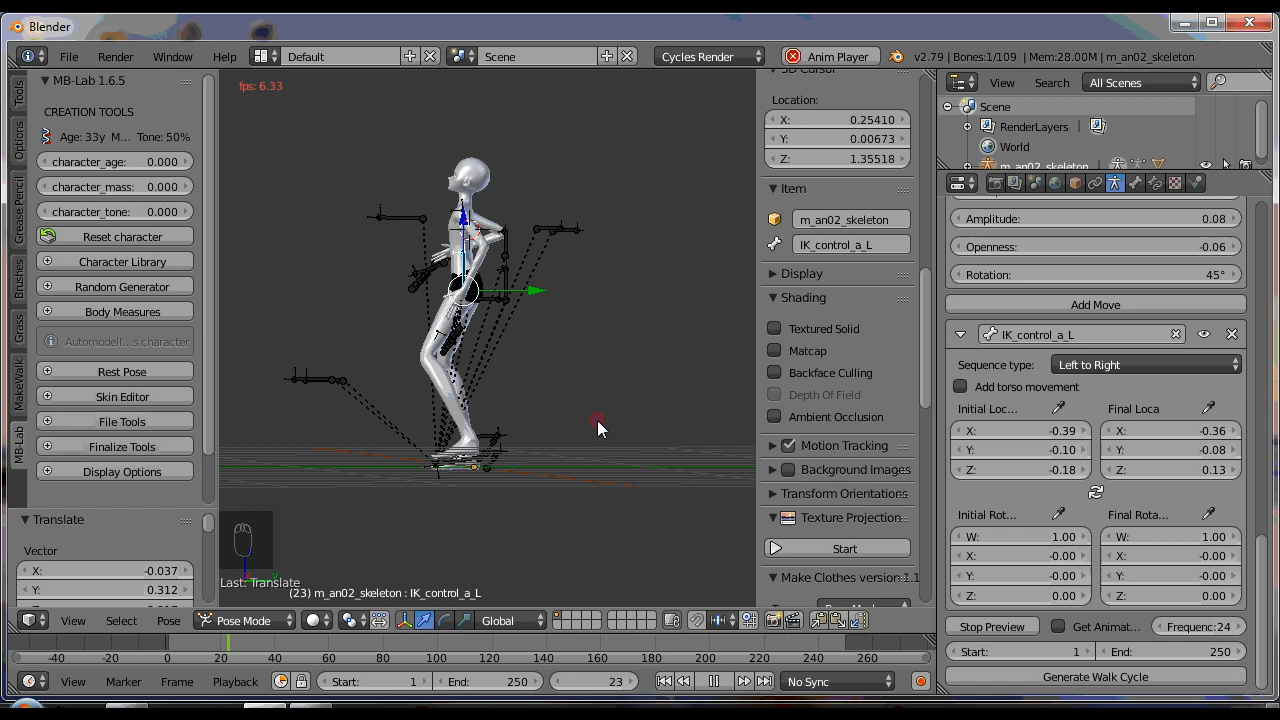 Blender
File Render Window Help Default Scene Cycles Render Anim Player v2.79 | Bones:1/109 | Mem:28.00M | m_an02_skeleton
MB-Lab 1.6.5
CREATION TOOLS
Age: 33y M... Tone: 50%
character_age: 0.000
character_mass: 0.000
character_tone: 0.000
Reset character
Character Library
Random Generator
Body Measures
Automodell...s character
Rest Pose
Skin Editor
File Tools
Finalize Tools
Display Options
Tools
Options
Grease Pencil
Brushes
Grass
MakeWalk
MB-Lab
Translate
Vector
X: -0.037
Y: 0.312
fps: 6.33
Last: Translate
(23) m_an02_skeleton : IK_control_a_L
3D Cursor
Location:
X: 0.25410
Y: 0.00673
Z: 1.35518
Item
m_an02_skeleton
IK_control_a_L
Display
Shading
Textured Solid
Matcap
Backface Culling
Depth Of Field
Ambient Occlusion
Motion Tracking
Background Images
Transform Orientations
Texture Projection
Start
Make Clothes version 1.1
View Search All Scenes
Scene
RenderLayers
World
m_an02_skeleton
Amplitude: 0.08
Openness: -0.06
Rotation: 45°
Add Move
IK_control_a_L
Sequence type: Left to Right
Add torso movement
Initial Loc... Final Loca
X: -0.39 X: -0.36
Y: -0.10 Y: -0.08
Z: -0.18 Z: 0.13
Initial Rot... Final Rota...
W: 1.00 W: 1.00
X: -0.00 X: -0.00
Y: -0.00 Y: -0.00
Z: 0.00 Z: 0.00
Stop Preview Get Animat... Frequenc:24
Start: 1 End: 250
Generate Walk Cycle
View Select Pose Pose Mode Global
-40 -20 0 20 40 60 80 100 120 140 160 180 200 220 240 260
View Marker Frame Playback Start: 1 End: 250 23 No Sync